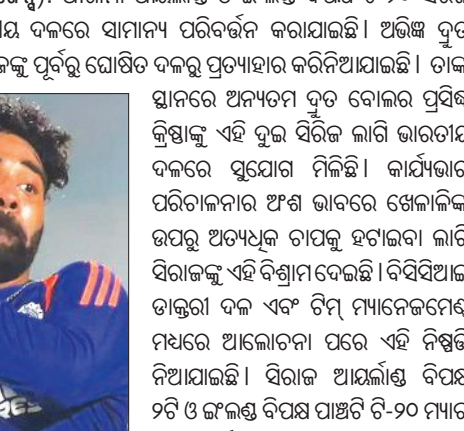 ଦଳରେ ସାମାନ୍ୟ ପରିବର୍ତ୍ତନ କରାଯାଇଛି। ଅଭିଜ୍ଞ ଦ୍ରୁତ
ପୂର୍ବରୁ ଘୋଷିତ ଦଳରୁ ପ୍ରତ୍ୟାହାର କରିନିଆଯାଇଛି।
ସ୍ଥାନରେ ଅନ୍ୟତମ ଦ୍ରୁତ ବୋଲର ପ୍ରସିଦ୍ଧ
କ୍ରିଷ୍ଣାଙ୍କୁ ଏହି ଦୁଇ ସିରିଜ ଲାଗି ଭାରତୀୟ
ଦଳରେ ସୁଯୋଗ ମିଳିଛି। କାର୍ଯ୍ୟଭାର
ପରିଚାଳନାର ଅଂଶ ଭାବରେ ଖେଳାଳିଙ୍କ
ଉପରୁ ଅତ୍ୟଧିକ ଚାପକୁ ହଟାଇବା ଲାଗି
ସିରାଜଙ୍କୁ ଏହି ବିଶ୍ରାମ ଦେଇଛି। ବିସିସିଆଇ
ଡାକ୍ତରୀ ଦଳ ଏବଂ ଟିମ୍ ମ୍ୟାନେଜମେଣ୍ଟ
ମଧ୍ୟରେ ଆଲୋଚନା ପରେ ଏହି ନିଷ୍ପତ୍ତି
ନିଆଯାଇଛି। ସିରାଜ ଆୟର୍ଲାଣ୍ଡ ବିପକ୍ଷ
୨ଟି ଓ ଇଂଲଣ୍ଡ ବିପକ୍ଷ ପାଞ୍ଚଟି ଟି-୨୦ ମ୍ୟାଚ